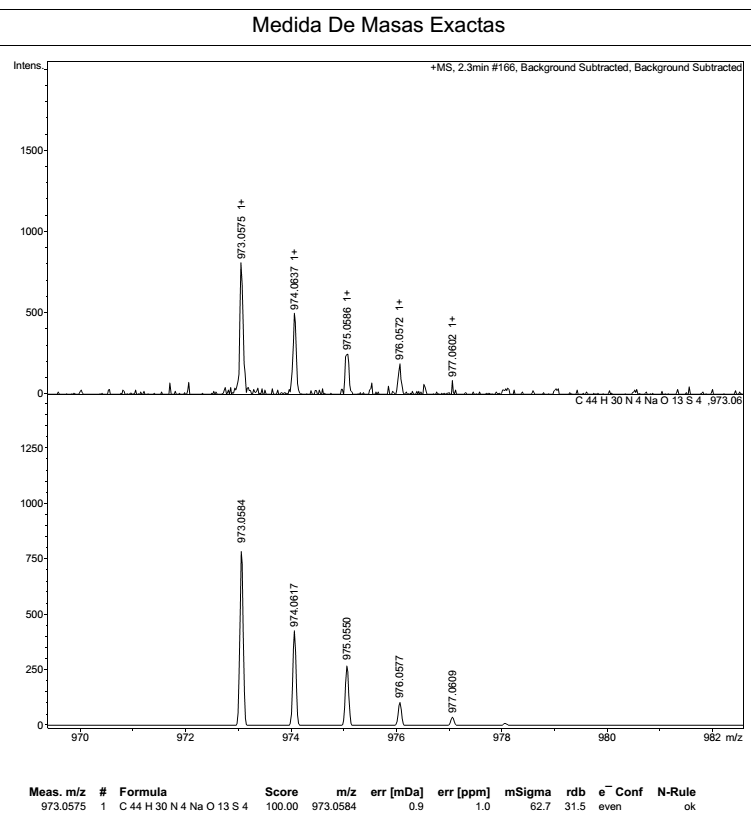 Medida De Masas Exactas
Intens.
+MS, 2.3min #166, Background Subtracted, Background Subtracted
1500
1000
500
0
973.0575 1+
974.0637 1+
975.0586 1+
976.0572 1+
977.0602 1+
C 44 H 30 N 4 Na O 13 S 4 ,973.06
1250
1000
750
500
250
0
973.0584
974.0617
975.0550
976.0577
977.0609
970 972 974 976 978 980 982 m/z
Meas. m/z # Formula Score m/z err [mDa] err [ppm] mSigma rdb e¯ Conf N-Rule
973.0575 1 C 44 H 30 N 4 Na O 13 S 4 100.00 973.0584 0.9 1.0 62.7 31.5 even ok